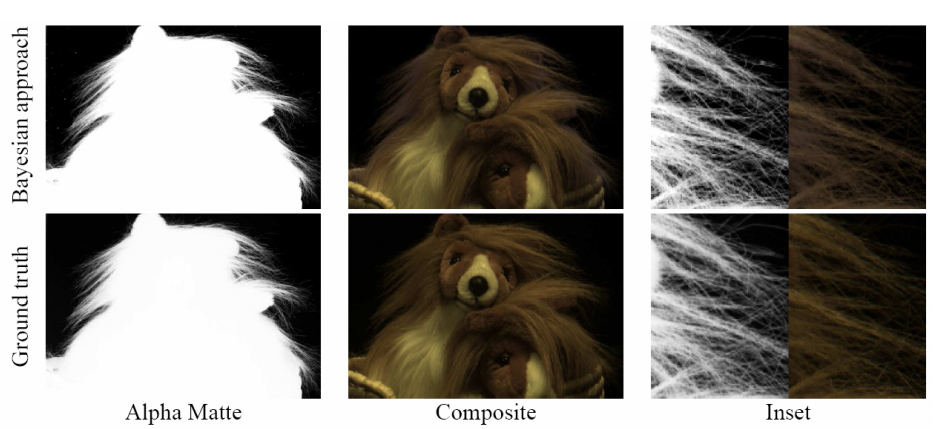 Bayesian approach
Ground truth
Alpha Matte
Composite
Inset